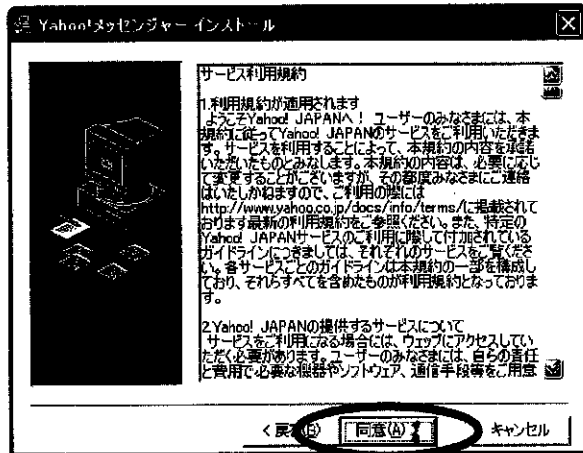 Yahoo!メッセンジャー インストール
サービス利用規約
1.利用規約が適用されます
ようこそYahoo! JAPANへ! ユーザーのみなさまには、本
規約に従ってYahoo! JAPANのサービスをご利用いただきま
す。サービスを利用することによって、本規約の内容を承諾
いただいたものとみなします。本規約の内容は、必要に応じ
て変更することがございますが、その都度みなさまにご連絡
はいたしかねますので、ご利用の際には
http://www.yahoo.co.jp/docs/info/terms/に掲載されて
おります最新の利用規約をご参照ください。また、特定の
Yahoo! JAPANサービスのご利用に際して付加されている
ガイドラインにつきましては、それぞれのサービスをご覧くださ
い。各サービスごとのガイドラインは本規約の一部を構成し
ており、それらすべてを含めたものが利用規約となっておりま
す。
2.Yahoo! JAPANの提供するサービスについて
サービスをご利用になる場合には、ウェッブにアクセスしてい
ただく必要があります。ユーザーのみなさまには、自らの責任
と費用で必要な機器やソフトウェア、通信手段等をご用意
< 戻る(B) 同意(A) キャンセル